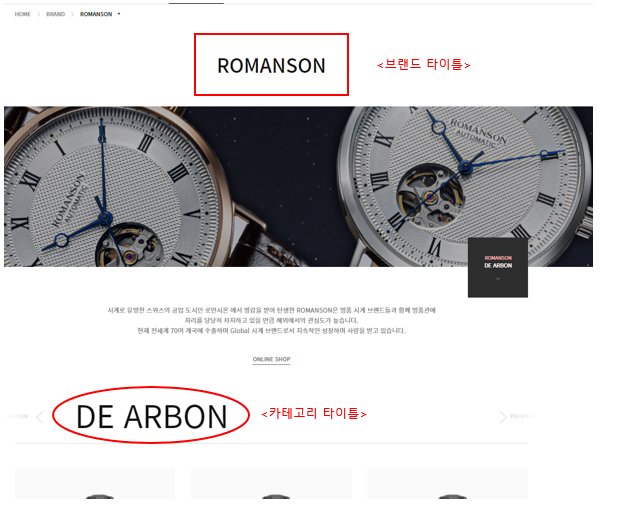 HOME > BRAND > ROMANSON
ROMANSON
<브랜드 타이틀>
ROMANSON
AUTOMATIC
ROMANSON
AUTOMATIC
ROMANSON
DE ARBON
시계로 유명한 스위스의 공업 도시인 로만시온 에서 영감을 받아 탄생한 ROMANSON은 명품 시계 브랜드들과 함께 명품관에
자리를 당당히 차지하고 있을 만큼 해외에서의 관심도가 높습니다.
현재 전세계 70여 개국에 수출하며 Global 시계 브랜드로서 지속적인 성장하며 사랑을 받고 있습니다.
ONLINE SHOP
DE ARBON
<카테고리 타이틀>